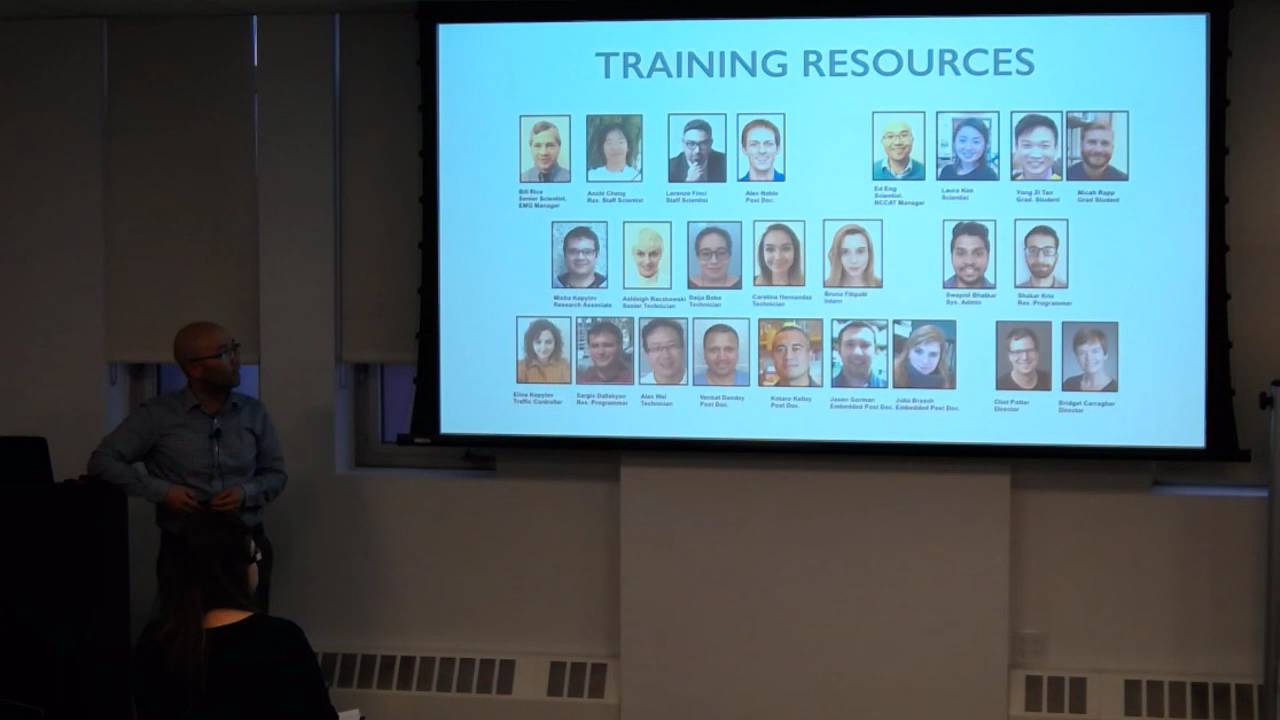 TRAINING RESOURCES
Bill Rice
Senior Scientist,
EMG Manager
Anchi Cheng
Res. Staff Scientist
Lorenzo Finci
Staff Scientist
Alex Noble
Post Doc.
Ed Eng
Scientist,
NCCAT Manager
Laura Kim
Scientist
Yong Zi Tan
Grad. Student
Micah Rapp
Grad Student
Misha Kopylov
Research Associate
Ashleigh Raczkowski
Senior Technician
Daija Bobe
Technician
Carolina Hernandez
Technician
Bruna
Intern
Swapnil Bhatkar
Sys. Admin
Shaker Kris
Res. Programmer
Elina Kopylov
Traffic Controller
Sargis Dallakyan
Res. Programmer
Alex Wei
Technician
Venkat Dandey
Post Doc.
Kotaro Kelley
Post Doc.
Jason Gorman
Embedded Post Doc.
Julia Brasch
Embedded Post Doc.
Clint Potter
Director
Bridget Carragher
Director